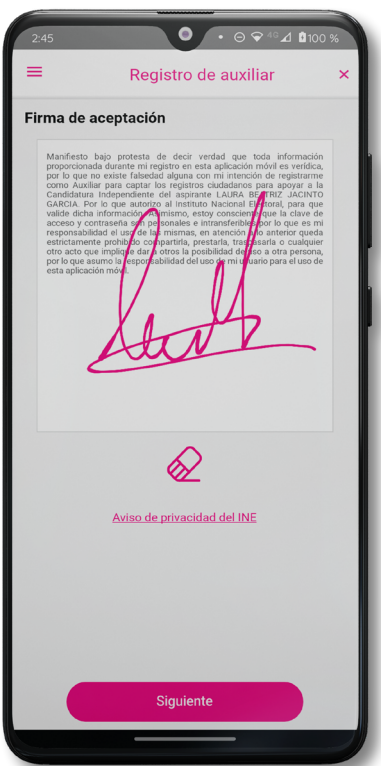 2:45 4G 100 %
Registro de auxiliar ×
Firma de aceptación
Manifiesto bajo protesta de decir verdad que toda información
proporcionada durante mi registro en esta aplicación móvil es verídica,
por lo que no existe falsedad alguna con mi intención de registrarme
como Auxiliar para captar los registros ciudadanos para apoyar a la
Candidatura Independiente del aspirante LAURA BEATRIZ JACINTO
GARCIA. Por lo que autorizo al Instituto Nacional Electoral, para que
valide dicha información. Asimismo, estoy consciente que la clave de
acceso y contraseña son personales e intransferibles por lo que es mi
responsabilidad el uso de las mismas, en atención a lo anterior queda
estrictamente prohibido compartirla, prestarla, traspasarla o cualquier
otro acto que implique dar a otros la posibilidad de uso a otra persona,
por lo que asumo la responsabilidad del uso de mi usuario para el uso de
esta aplicación móvil.
Aviso de privacidad del INE
Siguiente